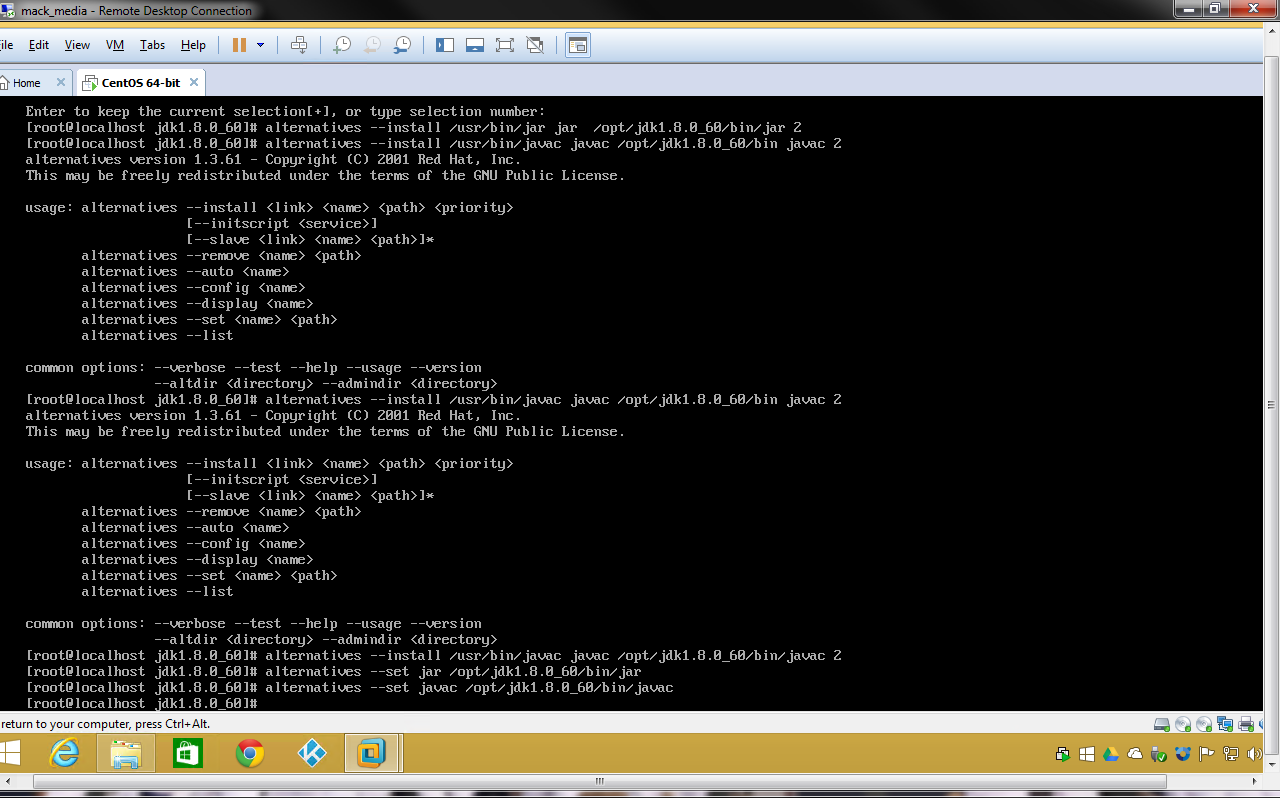 mack_media - Remote Desktop Connection
ile Edit View VM Tabs Help
Home CentOS 64-bit
Enter to keep the current selection[+], or type selection number:
[root@localhost jdk1.8.0_60]# alternatives --install /usr/bin/jar jar  /opt/jdk1.8.0_60/bin/jar 2
[root@localhost jdk1.8.0_60]# alternatives --install /usr/bin/javac javac /opt/jdk1.8.0_60/bin javac 2
alternatives version 1.3.61 - Copyright (C) 2001 Red Hat, Inc.
This may be freely redistributed under the terms of the GNU Public License.
usage: alternatives --install <link> <name> <path> <priority>
[--initscript <service>]
[--slave <link> <name> <path>]*
alternatives --remove <name> <path>
alternatives --auto <name>
alternatives --config <name>
alternatives --display <name>
alternatives --set <name> <path>
alternatives --list
common options: --verbose --test --help --usage --version
--altdir <directory> --admindir <directory>
[root@localhost jdk1.8.0_60]# alternatives --install /usr/bin/javac javac /opt/jdk1.8.0_60/bin javac 2
alternatives version 1.3.61 - Copyright (C) 2001 Red Hat, Inc.
This may be freely redistributed under the terms of the GNU Public License.
usage: alternatives --install <link> <name> <path> <priority>
[--initscript <service>]
[--slave <link> <name> <path>]*
alternatives --remove <name> <path>
alternatives --auto <name>
alternatives --config <name>
alternatives --display <name>
alternatives --set <name> <path>
alternatives --list
common options: --verbose --test --help --usage --version
--altdir <directory> --admindir <directory>
[root@localhost jdk1.8.0_60]# alternatives --install /usr/bin/javac javac /opt/jdk1.8.0_60/bin/javac 2
[root@localhost jdk1.8.0_60]# alternatives --set jar /opt/jdk1.8.0_60/bin/jar
[root@localhost jdk1.8.0_60]# alternatives --set javac /opt/jdk1.8.0_60/bin/javac
[root@localhost jdk1.8.0_60]#
return to your computer, press Ctrl+Alt.